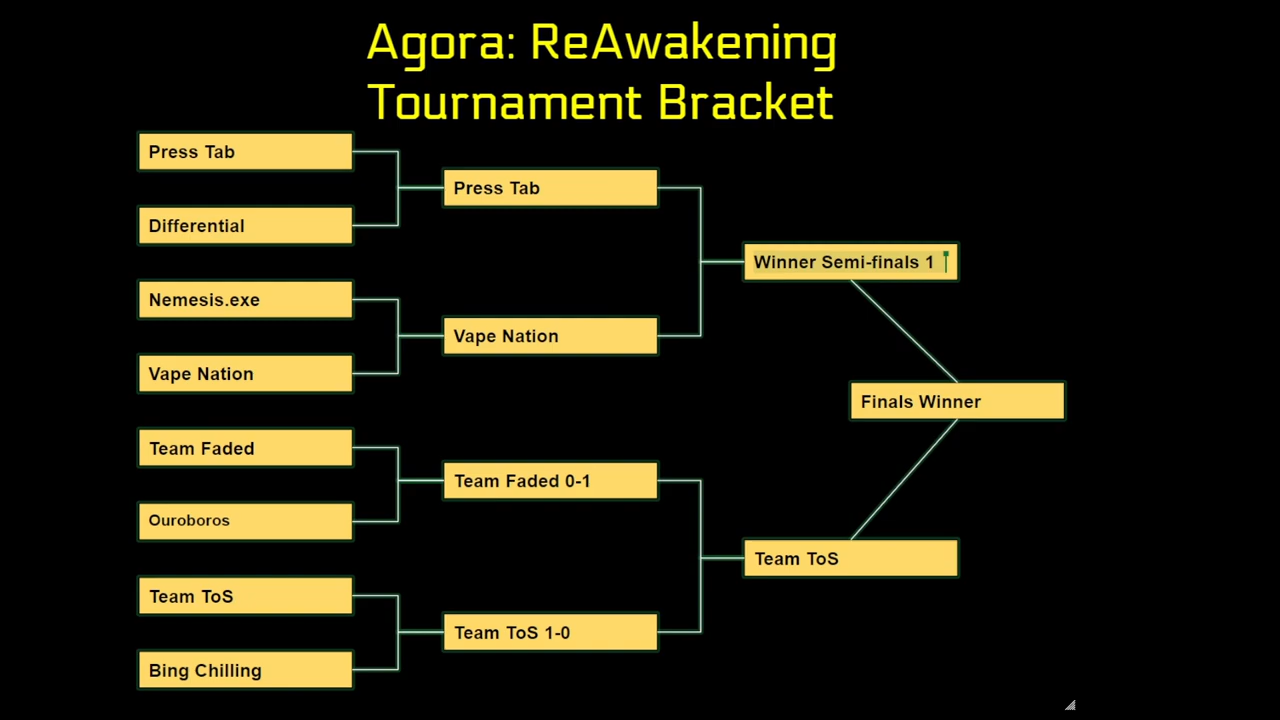 Agora: ReAwakening
Tournament Bracket
Press Tab
Differential
Nemesis.exe
Vape Nation
Team Faded
Ouroboros
Team ToS
Bing Chilling
Press Tab
Vape Nation
Team Faded 0-1
Team ToS 1-0
Winner Semi-finals 1
Team ToS
Finals Winner